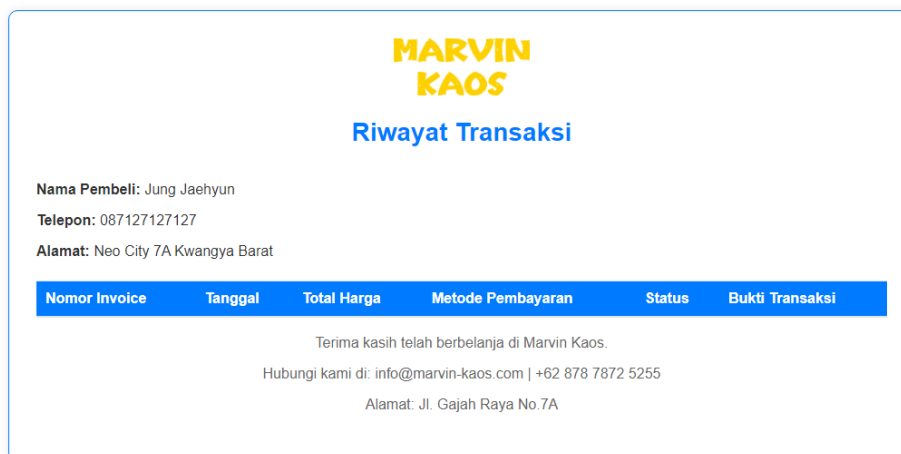 MARVIN
KAOS
Riwayat Transaksi
Nama Pembeli: Jung Jaehyun
Telepon: 087127127127
Alamat: Neo City 7A Kwangya Barat
Nomor Invoice Tanggal Total Harga Metode Pembayaran Status Bukti Transaksi
Terima kasih telah berbelanja di Marvin Kaos.
Hubungi kami di: info@marvin-kaos.com | +62 878 7872 5255
Alamat: Jl. Gajah Raya No.7A